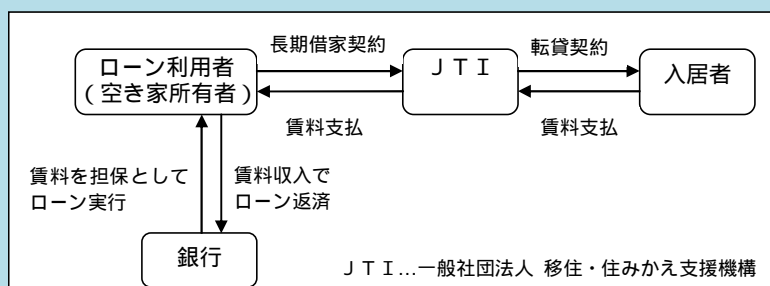 長期借家契約
ローン利用者
(空き家所有者)
JTI
転貸契約
入居者
賃料支払
賃料支払
賃料を担保として
ローン実行
賃料収入で
ローン返済
銀行
JTI…一般社団法人 移住・住みかえ支援機構